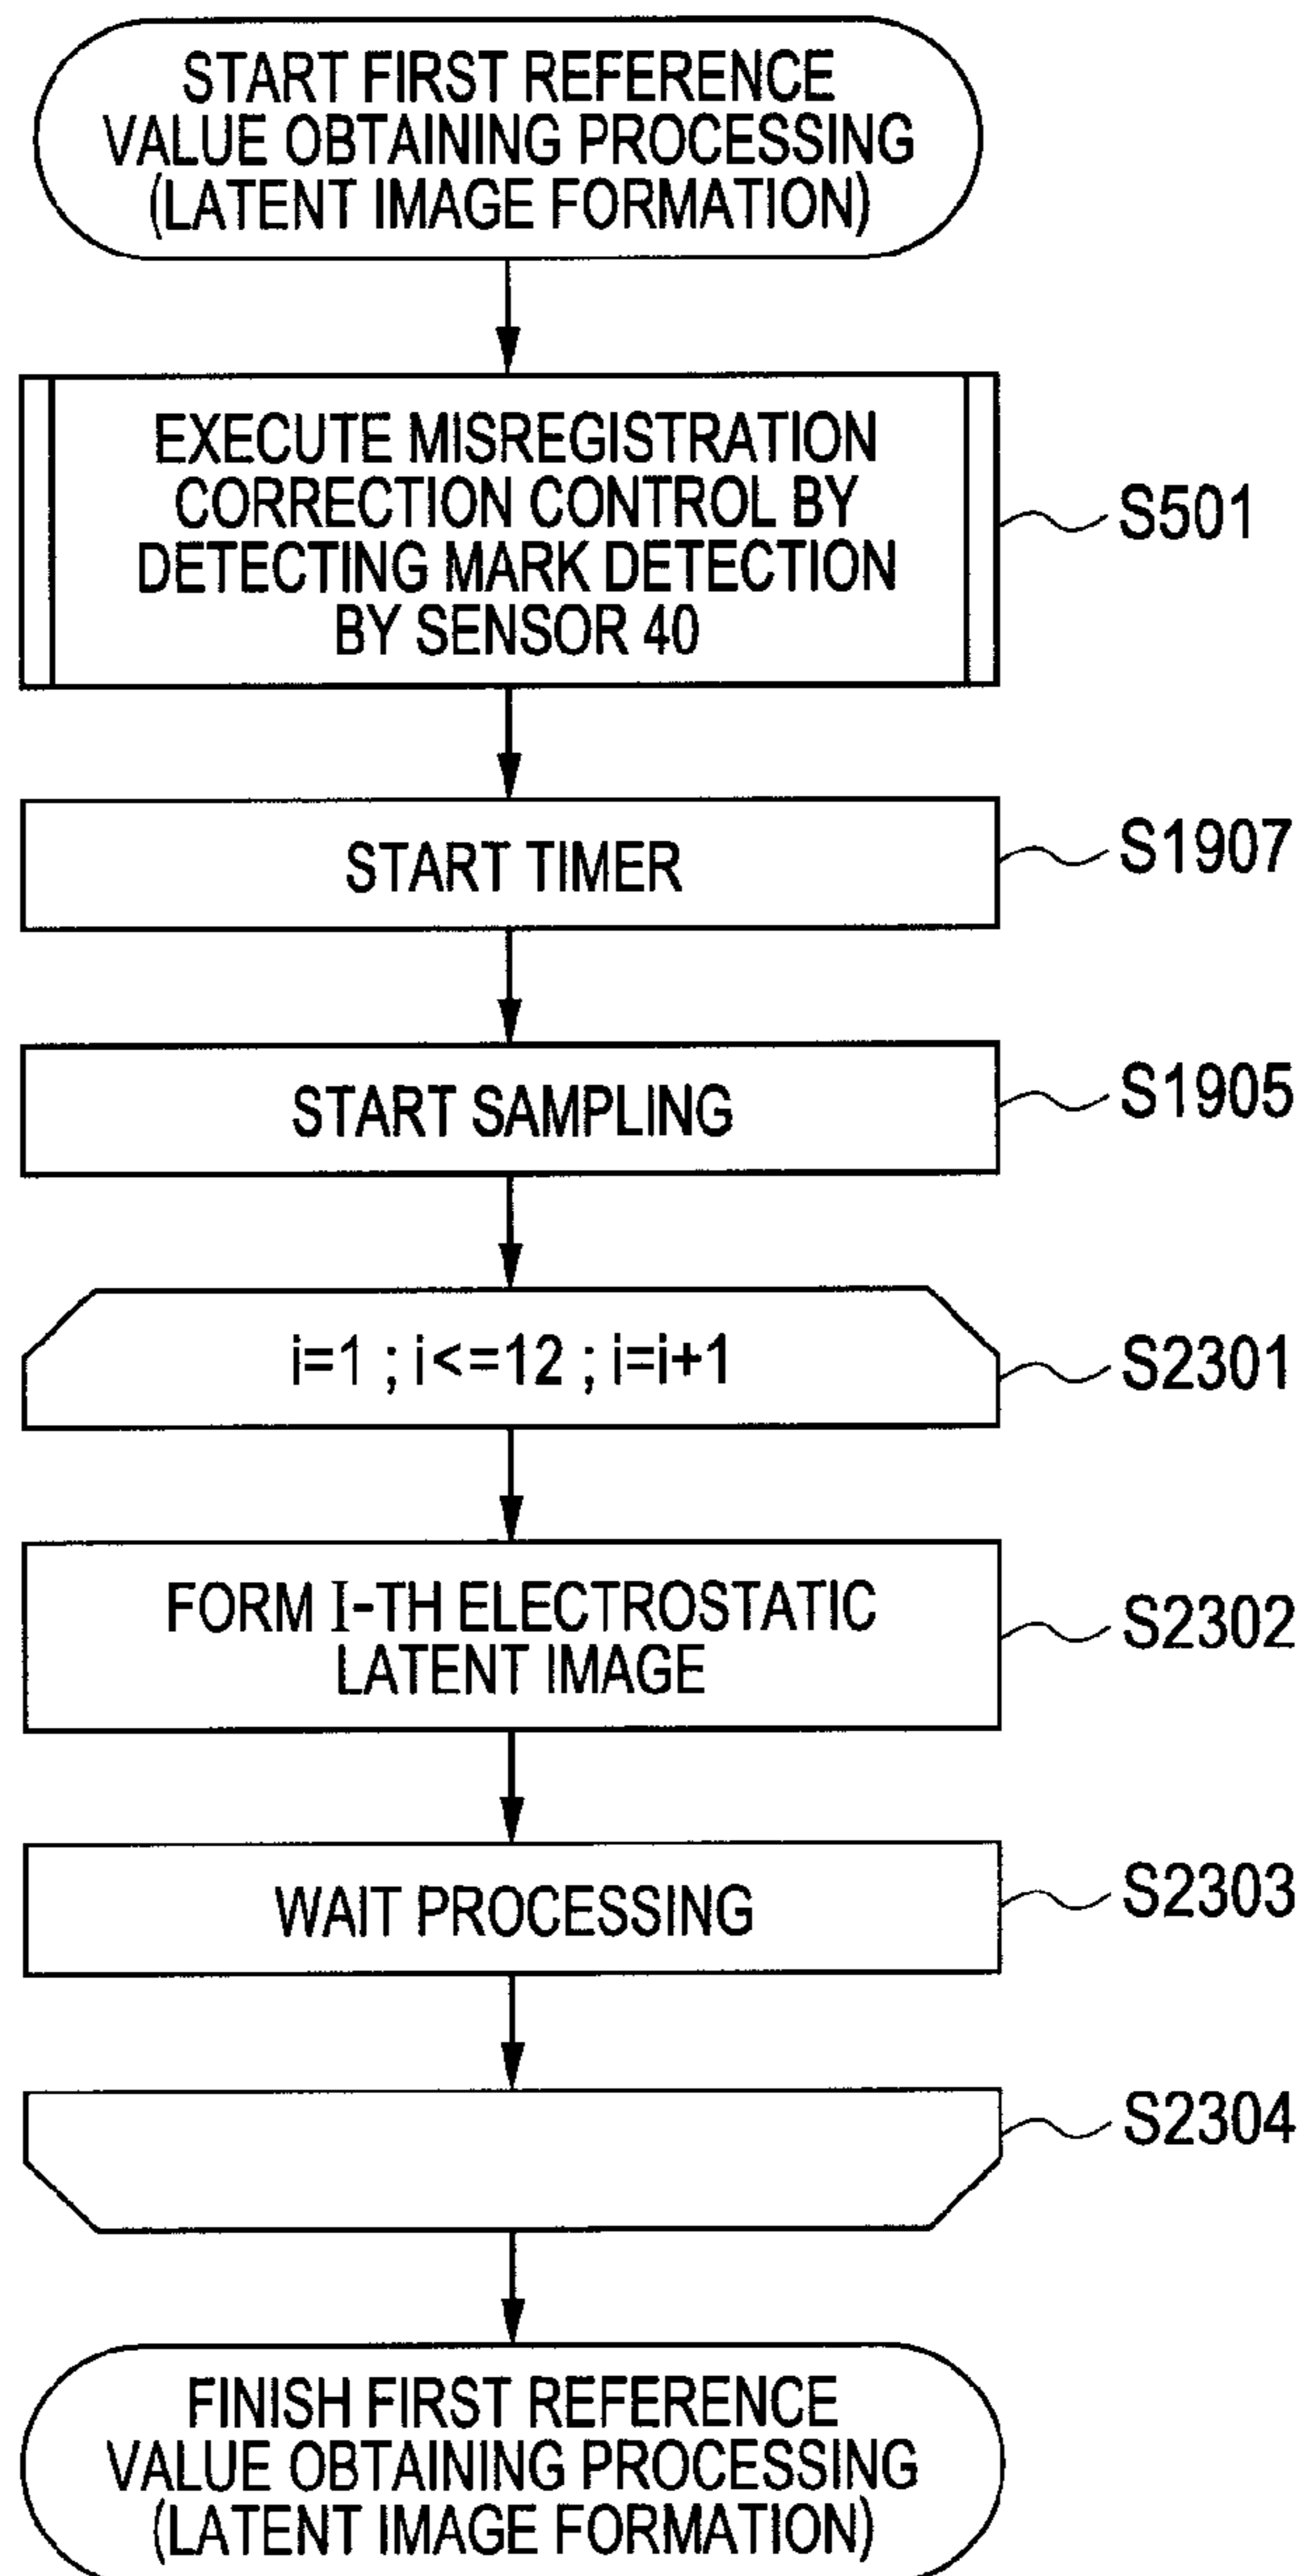 START FIRST REFERENCE
VALUE OBTAINING PROCESSING
(LATENT IMAGE FORMATION)
EXECUTE MISREGISTRATION
CORRECTION CONTROL BY
DETECTING MARK DETECTION
BY SENSOR 40
S501
START TIMER
S1907
START SAMPLING
S1905
i=1 ; i<=12 ; i=i+1
S2301
FORM I-TH ELECTROSTATIC
LATENT IMAGE
S2302
WAIT PROCESSING
S2303
S2304
FINISH FIRST REFERENCE
VALUE OBTAINING PROCESSING
(LATENT IMAGE FORMATION)